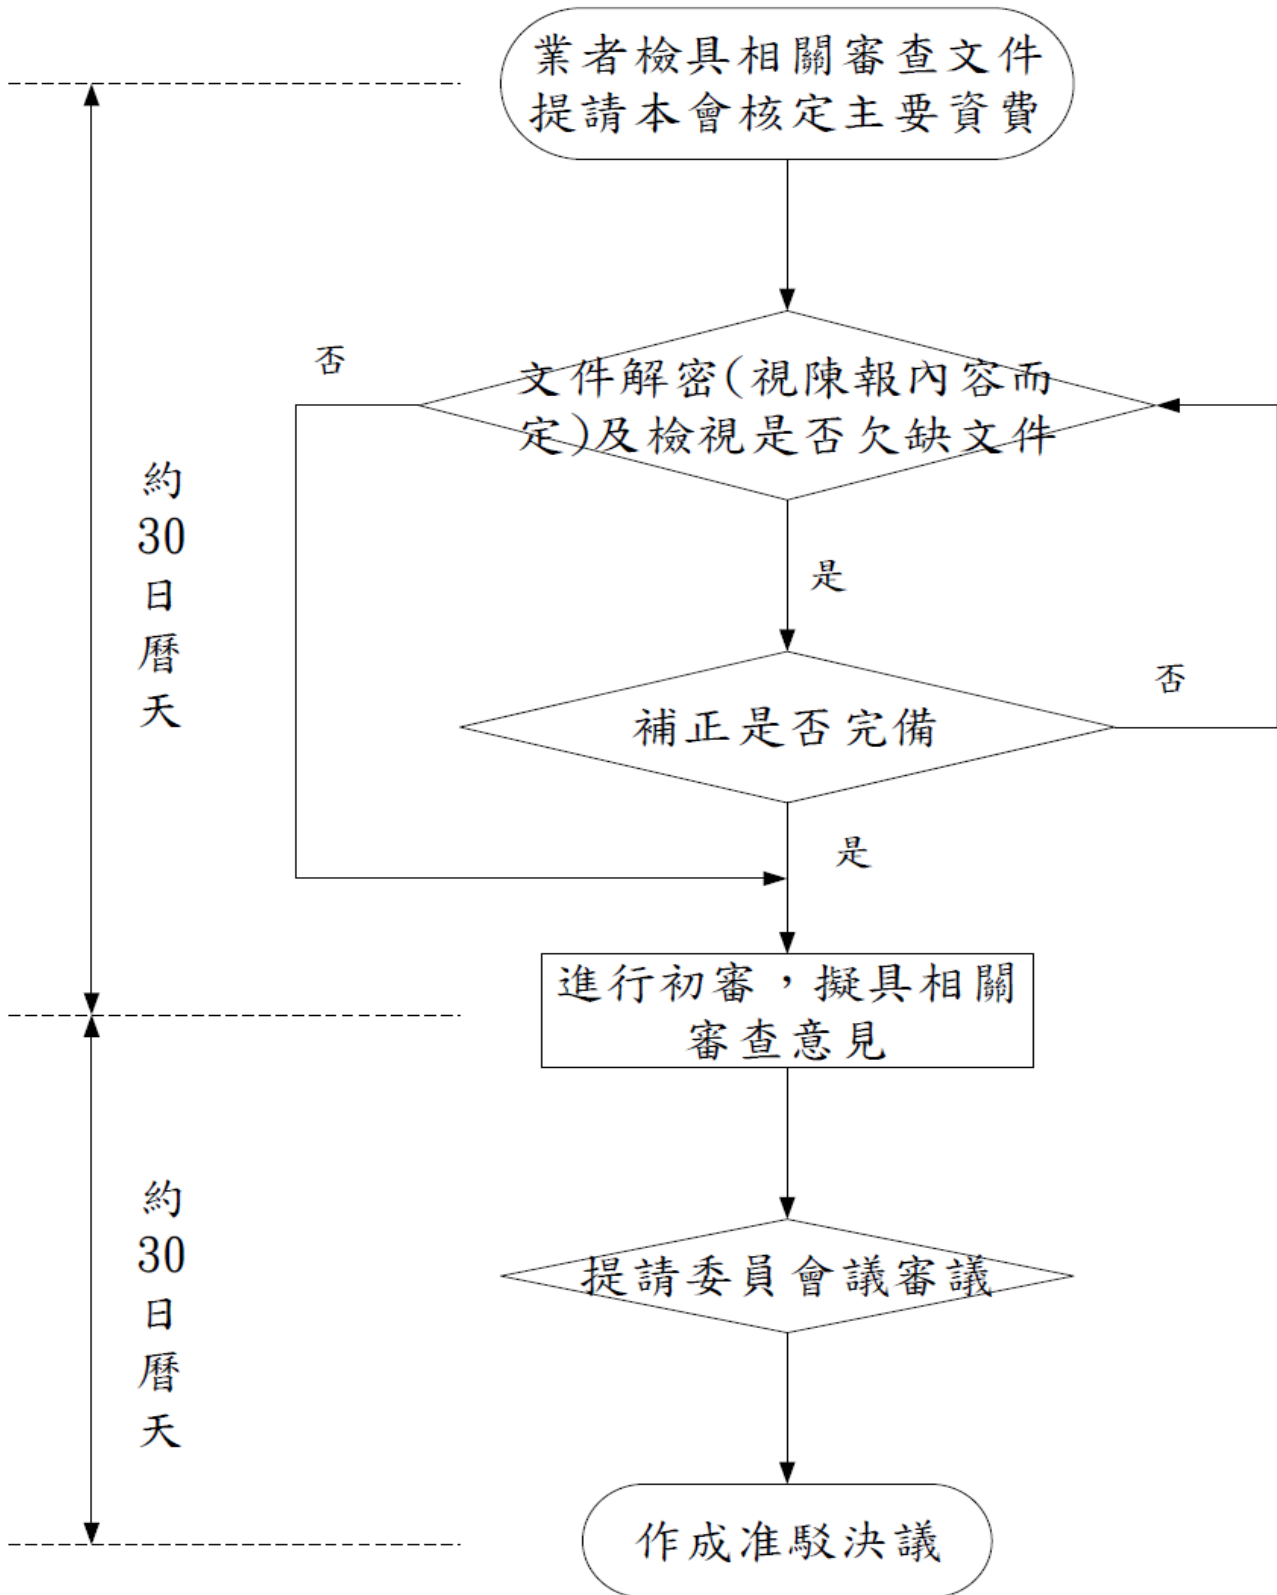 業者檢具相關審查文件
提請本會核定主要資費
否
文件解密(視陳報內容而
定)及檢視是否欠缺文件
是
否
補正是否完備
是
約
30
日
曆
天
進行初審，擬具相關
審查意見
約
30
日
曆
天
提請委員會議審議
作成准駁決議